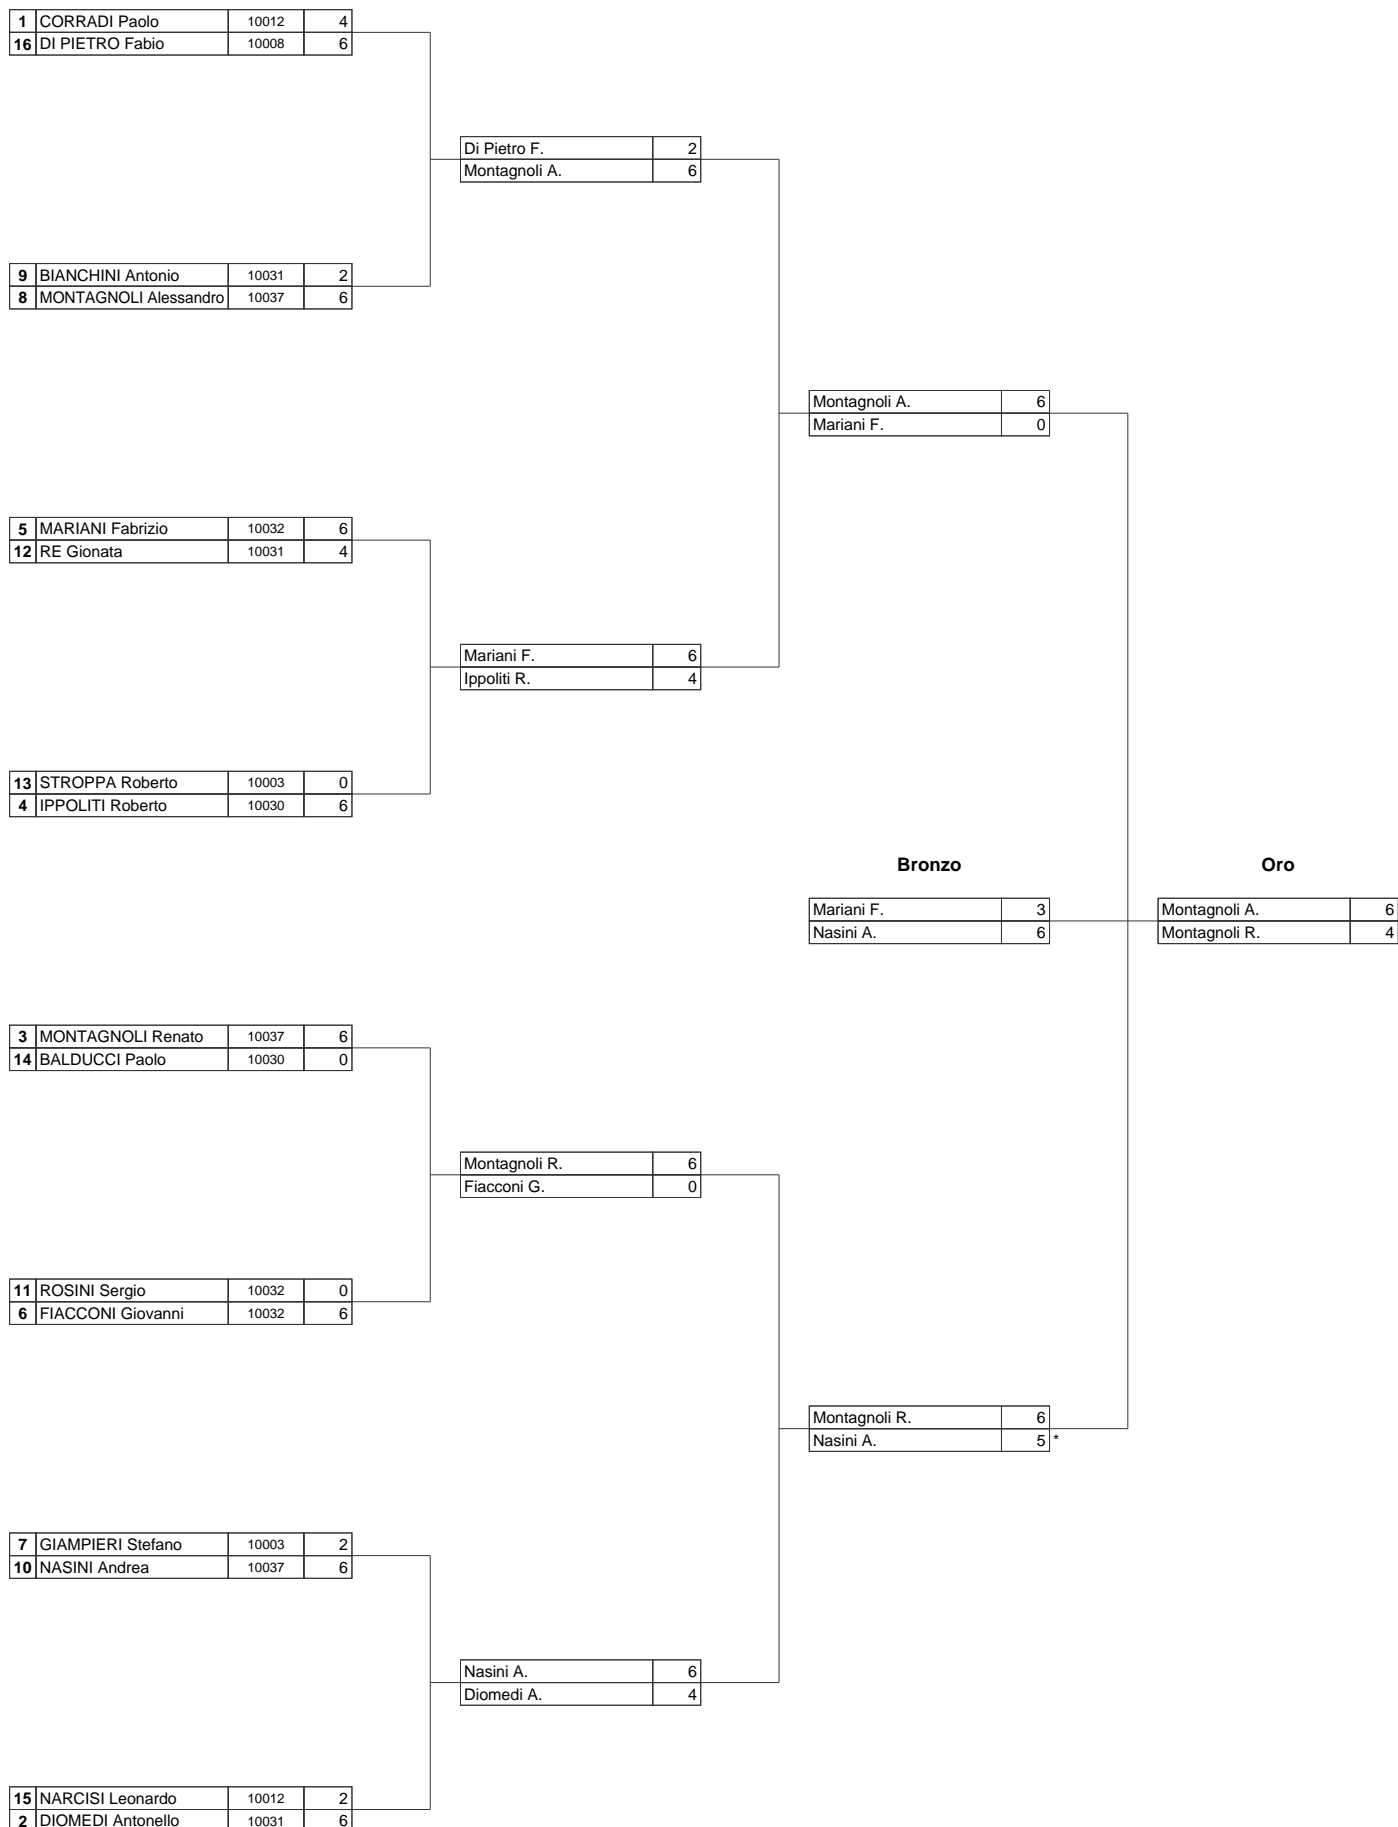 1 CORRADI Paolo 10012 4
16 DI PIETRO Fabio 10008 6
Di Pietro F. 2
Montagnoli A. 6
9 BIANCHINI Antonio 10031 2
8 MONTAGNOLI Alessandro 10037 6
Montagnoli A. 6
Mariani F. 0
5 MARIANI Fabrizio 10032 6
12 RE Gionata 10031 4
Mariani F. 6
Ippoliti R. 4
13 STROPPA Roberto 10003 0
4 IPPOLITI Roberto 10030 6
Bronzo Oro
Mariani F. 3 Montagnoli A. 6
Nasini A. 6 Montagnoli R. 4
3 MONTAGNOLI Renato 10037 6
14 BALDUCCI Paolo 10030 0
Montagnoli R. 6
Fiacconi G. 0
11 ROSINI Sergio 10032 0
6 FIACCONI Giovanni 10032 6
Montagnoli R. 6
Nasini A. 5 *
7 GIAMPIERI Stefano 10003 2
10 NASINI Andrea 10037 6
Nasini A. 6
Diomedi A. 4
15 NARCISI Leonardo 10012 2
2 DIOMEDI Antonello 10031 6